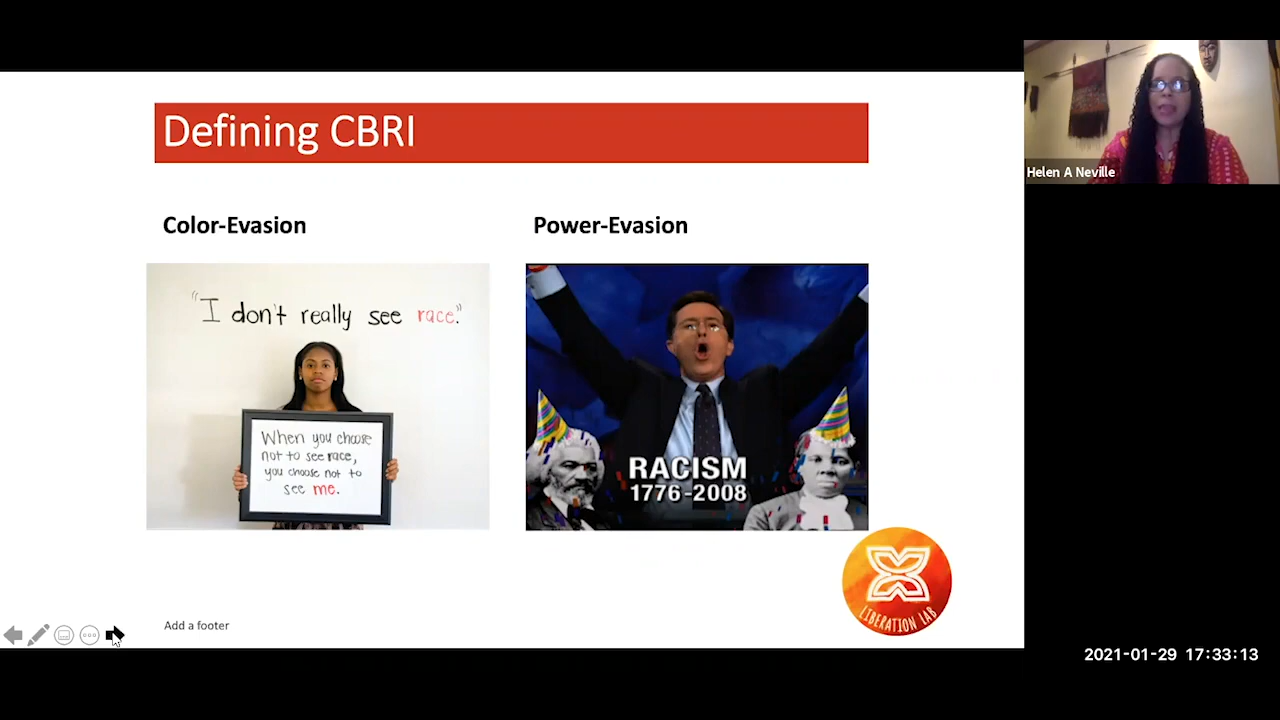 Defining CBRI
Color-Evasion
Power-Evasion
"I don't really see race."
When you choose
not to see race,
you choose not to
see me.
RACISM
1776-2008
LIBERATION LAB
Add a footer
Helen A Neville
2021-01-29 17:33:13